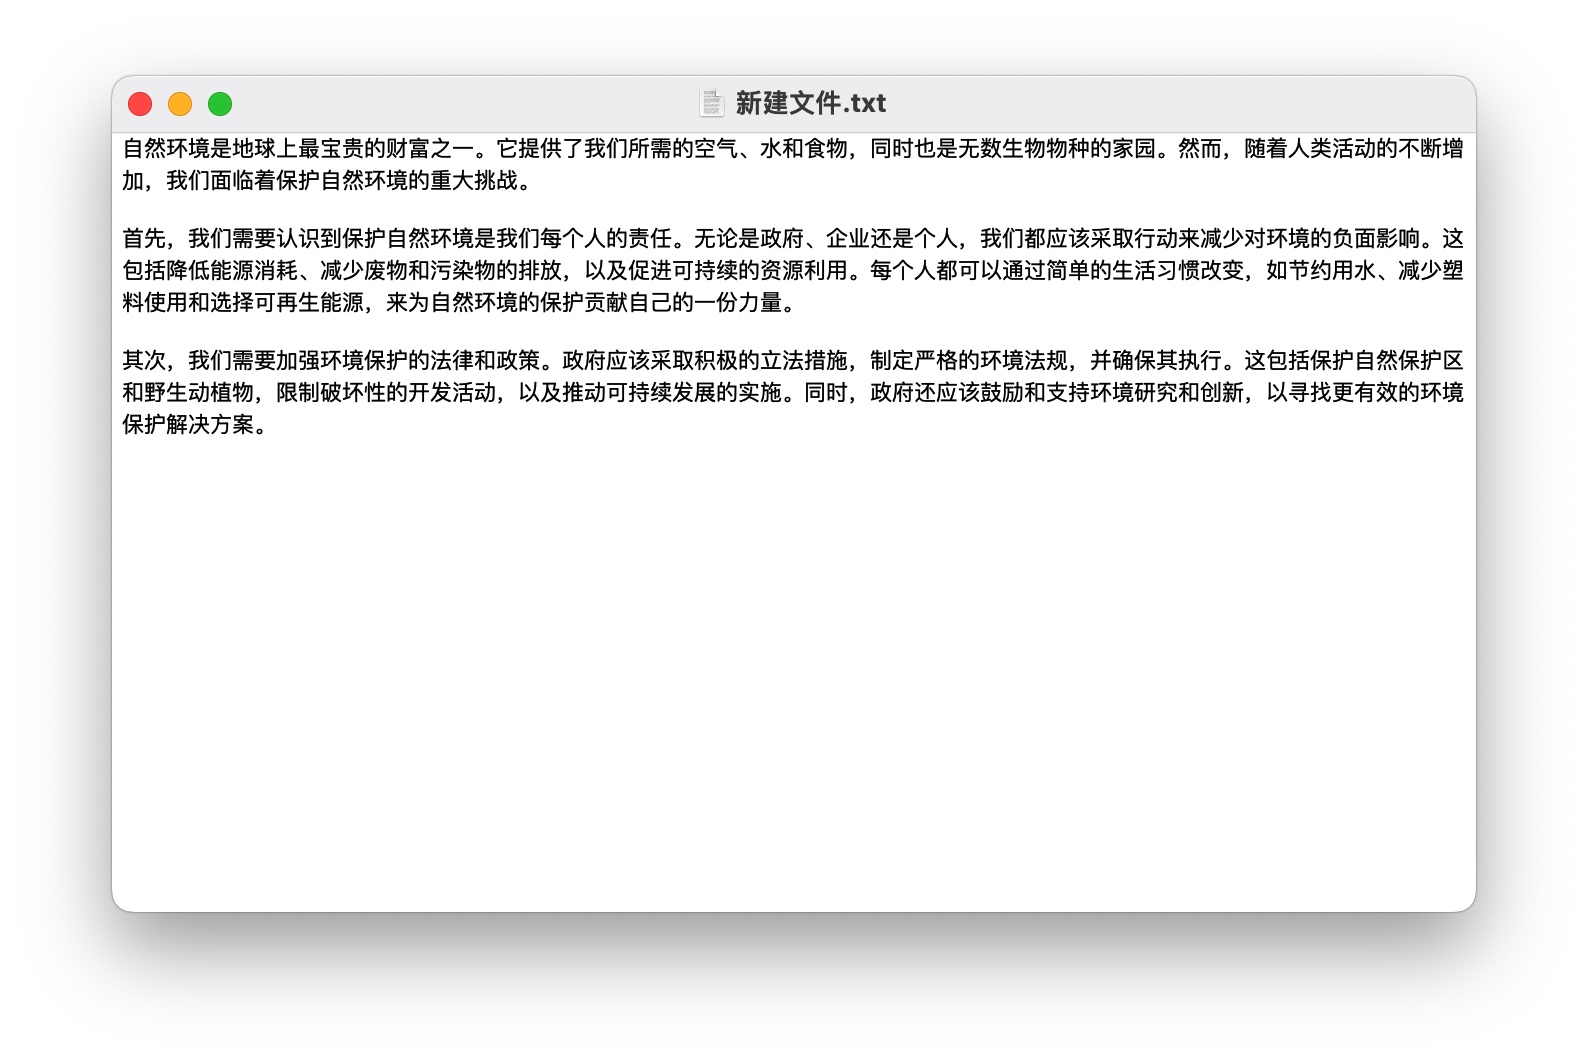 新建文件.txt
自然环境是地球上最宝贵的财富之一。它提供了我们所需的空气、水和食物，同时也是无数生物物种的家园。然而，随着人类活动的不断增
加，我们面临着保护自然环境的重大挑战。
首先，我们需要认识到保护自然环境是我们每个人的责任。无论是政府、企业还是个人，我们都应该采取行动来减少对环境的负面影响。这
包括降低能源消耗、减少废物和污染物的排放，以及促进可持续的资源利用。每个人都可以通过简单的生活习惯改变，如节约用水、减少塑
料使用和选择可再生能源，来为自然环境的保护贡献自己的一份力量。
其次，我们需要加强环境保护的法律和政策。政府应该采取积极的立法措施，制定严格的环境法规，并确保其执行。这包括保护自然保护区
和野生动植物，限制破坏性的开发活动，以及推动可持续发展的实施。同时，政府还应该鼓励和支持环境研究和创新，以寻找更有效的环境
保护解决方案。